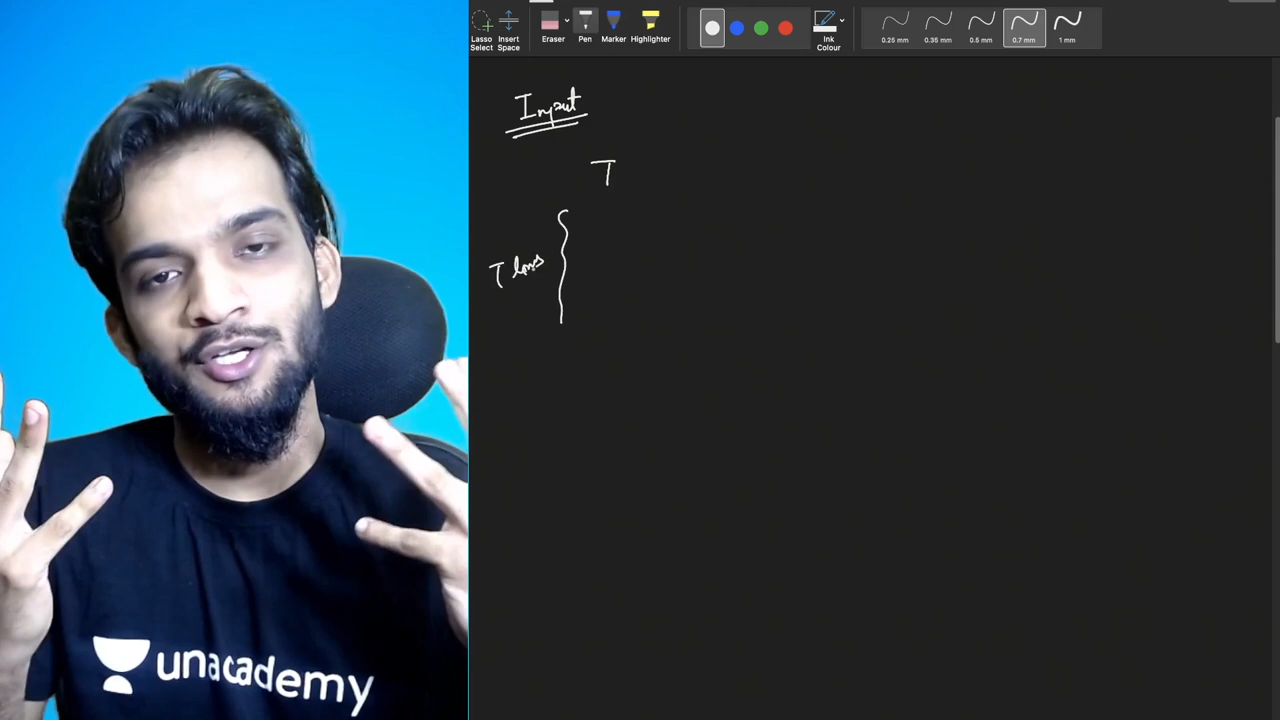 Lasso
Select
Insert
Space
Eraser
Pen
Marker
Highlighter
Ink
Colour
0.25 mm
0.35 mm
0.5 mm
0.7 mm
1 mm
Input
T
T lines
unacademy